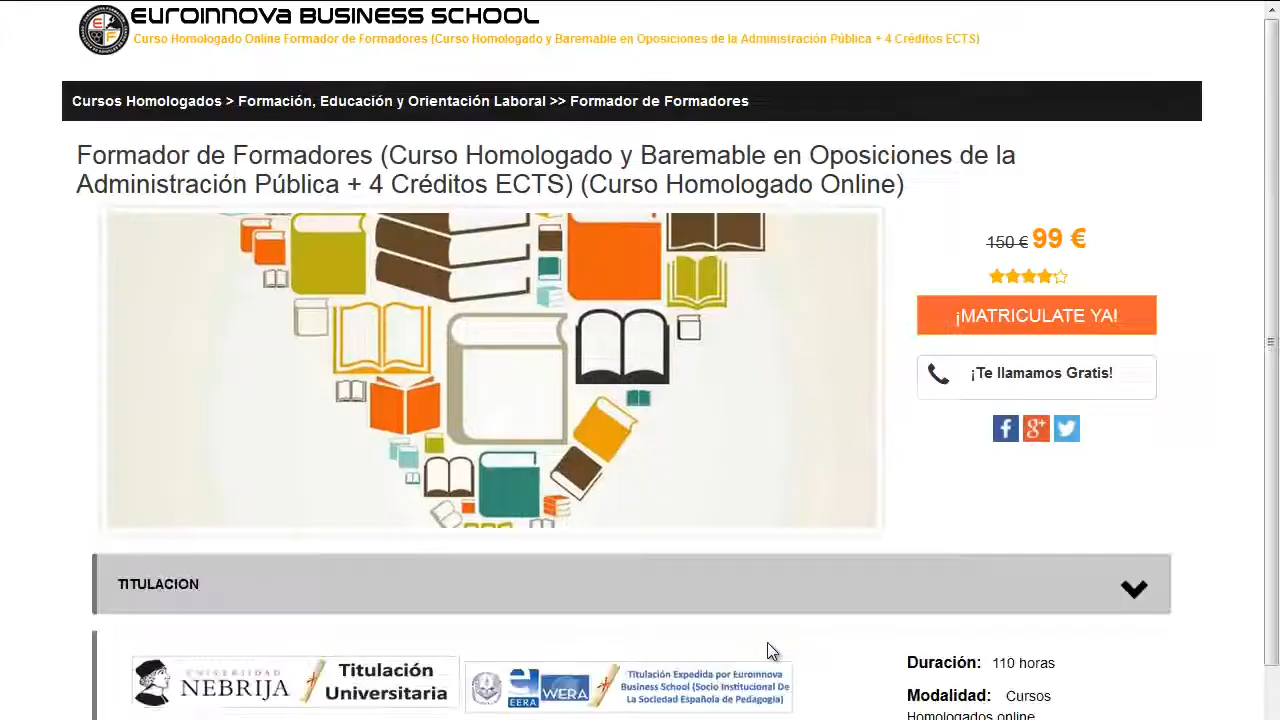 EUROINNOVA BUSINESS SCHOOL
Curso Homologado Online Formador de Formadores (Curso Homologado y Baremable en Oposiciones de la Administración Pública + 4 Créditos ECTS)
Cursos Homologados > Formación, Educación y Orientación Laboral >> Formador de Formadores
Formador de Formadores (Curso Homologado y Baremable en Oposiciones de la
Administración Pública + 4 Créditos ECTS) (Curso Homologado Online)
150 € 99 €
¡MATRICULATE YA!
¡Te llamamos Gratis!
TITULACION
UNIVERSIDAD
NEBRIJA
Titulación
Universitaria
EERA
WERA
Titulación Expedida por Euroinnova
Business School (Socio Institucional De
La Sociedad Española de Pedagogía)
Duración: 110 horas
Modalidad: Cursos
Homologados online